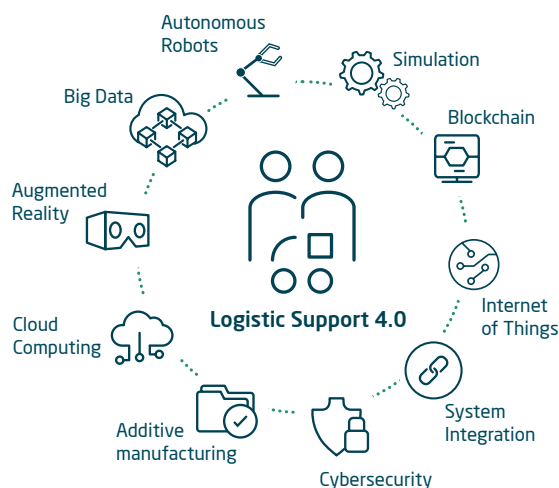 Autonomous
Robots
Simulation
Big Data
Blockchain
Augmented
Reality
Internet
of Things
Logistic Support 4.0
Cloud
Computing
System
Integration
Additive
manufacturing
Cybersecurity